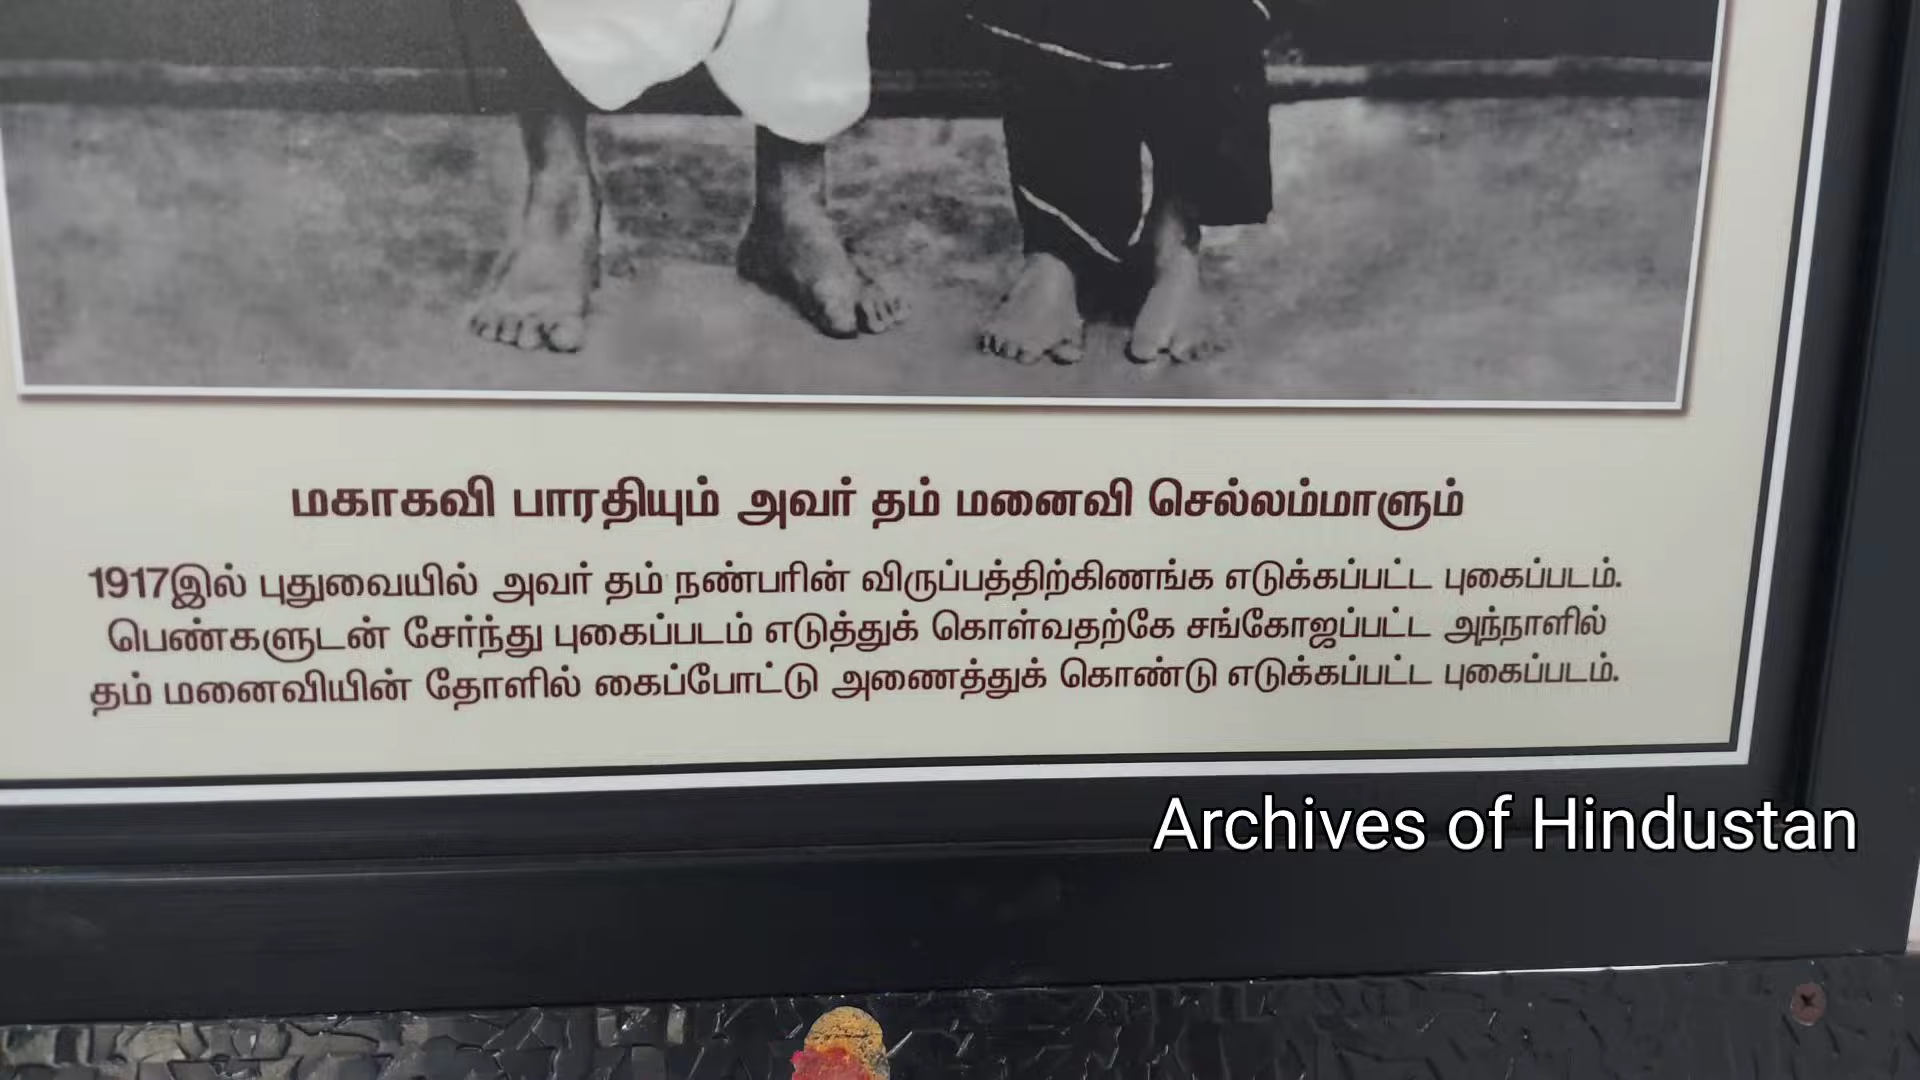 மகாகவி பாரதியும் அவர் தம் மனைவி செல்லம்மாளும்
1917இல் புதுவையில் அவர் தம் நண்பரின் விருப்பத்திற்கிணங்க எடுக்கப்பட்ட புகைப்படம்.
பெண்களுடன் சேர்ந்து புகைப்படம் எடுத்துக் கொள்வதற்கே சங்கோஜப்பட்ட அந்நாளில்
தம் மனைவியின் தோளில் கைப்போட்டு அணைத்துக் கொண்டு எடுக்கப்பட்ட புகைப்படம்.
Archives of Hindustan